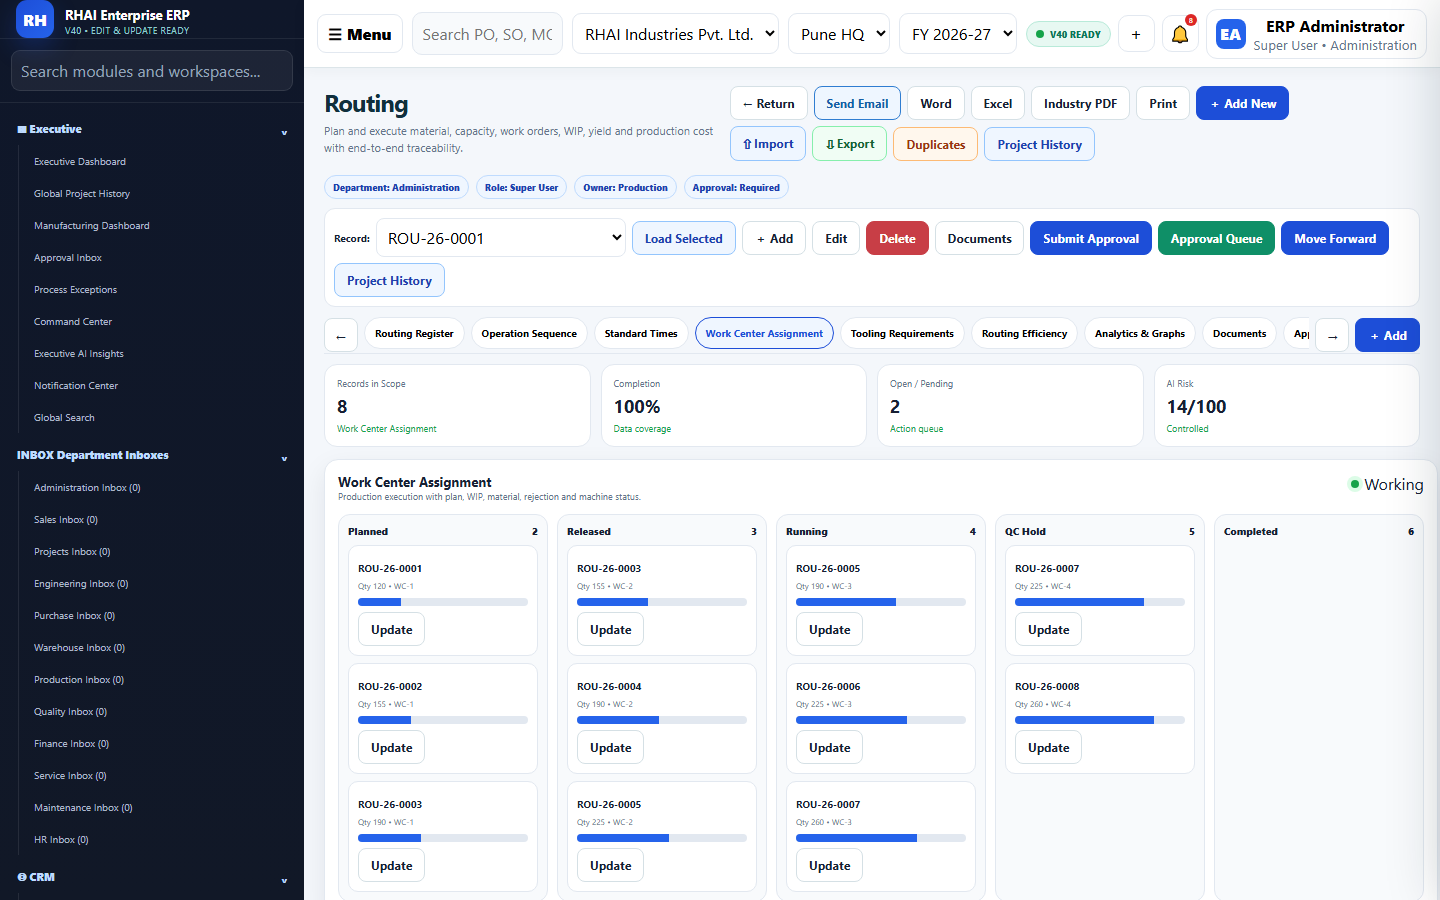 RH
RHAI Enterprise ERP
V40 • EDIT & UPDATE READY
Search modules and workspaces...
Executive
v
Executive Dashboard
Global Project History
Manufacturing Dashboard
Approval Inbox
Process Exceptions
Command Center
Executive AI Insights
Notification Center
Global Search
INBOX Department Inboxes
v
Administration Inbox (0)
Sales Inbox (0)
Projects Inbox (0)
Engineering Inbox (0)
Purchase Inbox (0)
Warehouse Inbox (0)
Production Inbox (0)
Quality Inbox (0)
Finance Inbox (0)
Service Inbox (0)
Maintenance Inbox (0)
HR Inbox (0)
CRM
v
☰ Menu
Search PO, SO, MO
RHAI Industries Pvt. Ltd.
Pune HQ
FY 2026-27
V40 READY
+
8
EA
ERP Administrator
Super User • Administration
Routing
Plan and execute material, capacity, work orders, WIP, yield and production cost
with end-to-end traceability.
← Return
Send Email
Word
Excel
Industry PDF
Print
+ Add New
⇧ Import
⇩ Export
Duplicates
Project History
Department: Administration
Role: Super User
Owner: Production
Approval: Required
Record:
ROU-26-0001
Load Selected
+ Add
Edit
Delete
Documents
Submit Approval
Approval Queue
Move Forward
Project History
←
Routing Register
Operation Sequence
Standard Times
Work Center Assignment
Tooling Requirements
Routing Efficiency
Analytics & Graphs
Documents
→
+ Add
Records in Scope
8
Work Center Assignment
Completion
100%
Data coverage
Open / Pending
2
Action queue
AI Risk
14/100
Controlled
Work Center Assignment
Production execution with plan, WIP, material, rejection and machine status.
Working
Planned 2
ROU-26-0001
Qty 120 • WC-1
Update
ROU-26-0002
Qty 155 • WC-1
Update
ROU-26-0003
Qty 190 • WC-1
Update
Released 3
ROU-26-0003
Qty 155 • WC-2
Update
ROU-26-0004
Qty 190 • WC-2
Update
ROU-26-0005
Qty 225 • WC-2
Update
Running 4
ROU-26-0005
Qty 190 • WC-3
Update
ROU-26-0006
Qty 225 • WC-3
Update
ROU-26-0007
Qty 260 • WC-3
Update
QC Hold 5
ROU-26-0007
Qty 225 • WC-4
Update
ROU-26-0008
Qty 260 • WC-4
Update
Completed 6